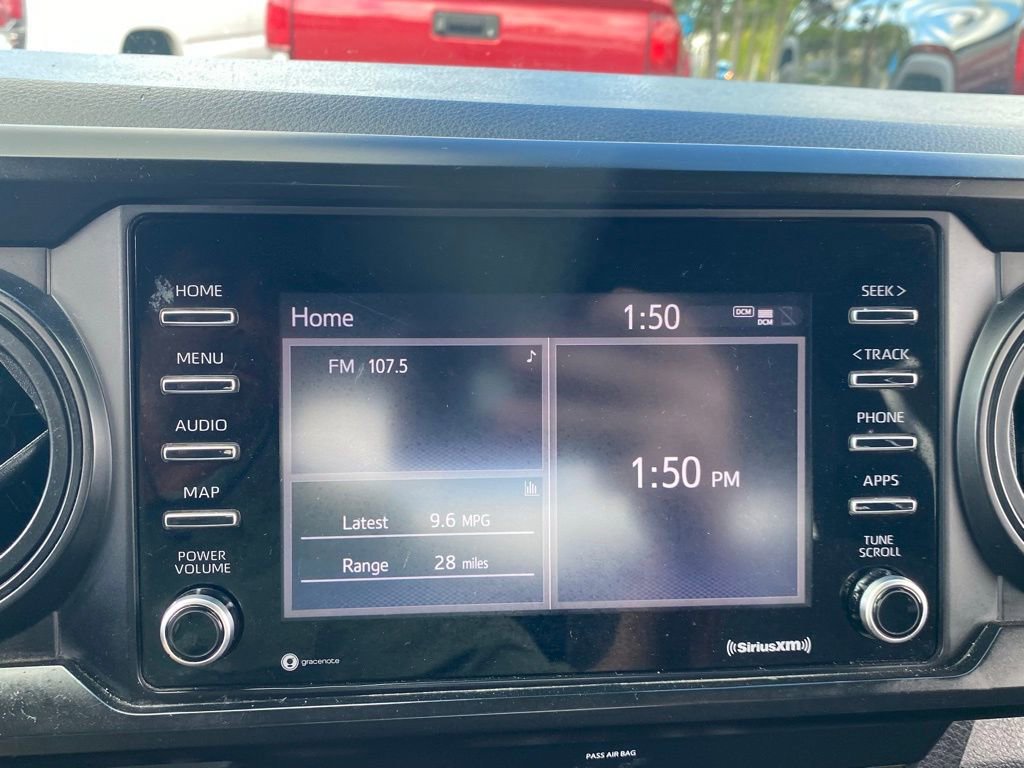 HOME
MENU
AUDIO
MAP
POWER
VOLUME
Home
1:50
DCM
DCM
FM 107.5
Latest 9.6 MPG
Range 28 miles
1:50 PM
SEEK >
< TRACK
PHONE
APPS
TUNE
SCROLL
gracenote
((SiriusXM))
PASS AIR BAG